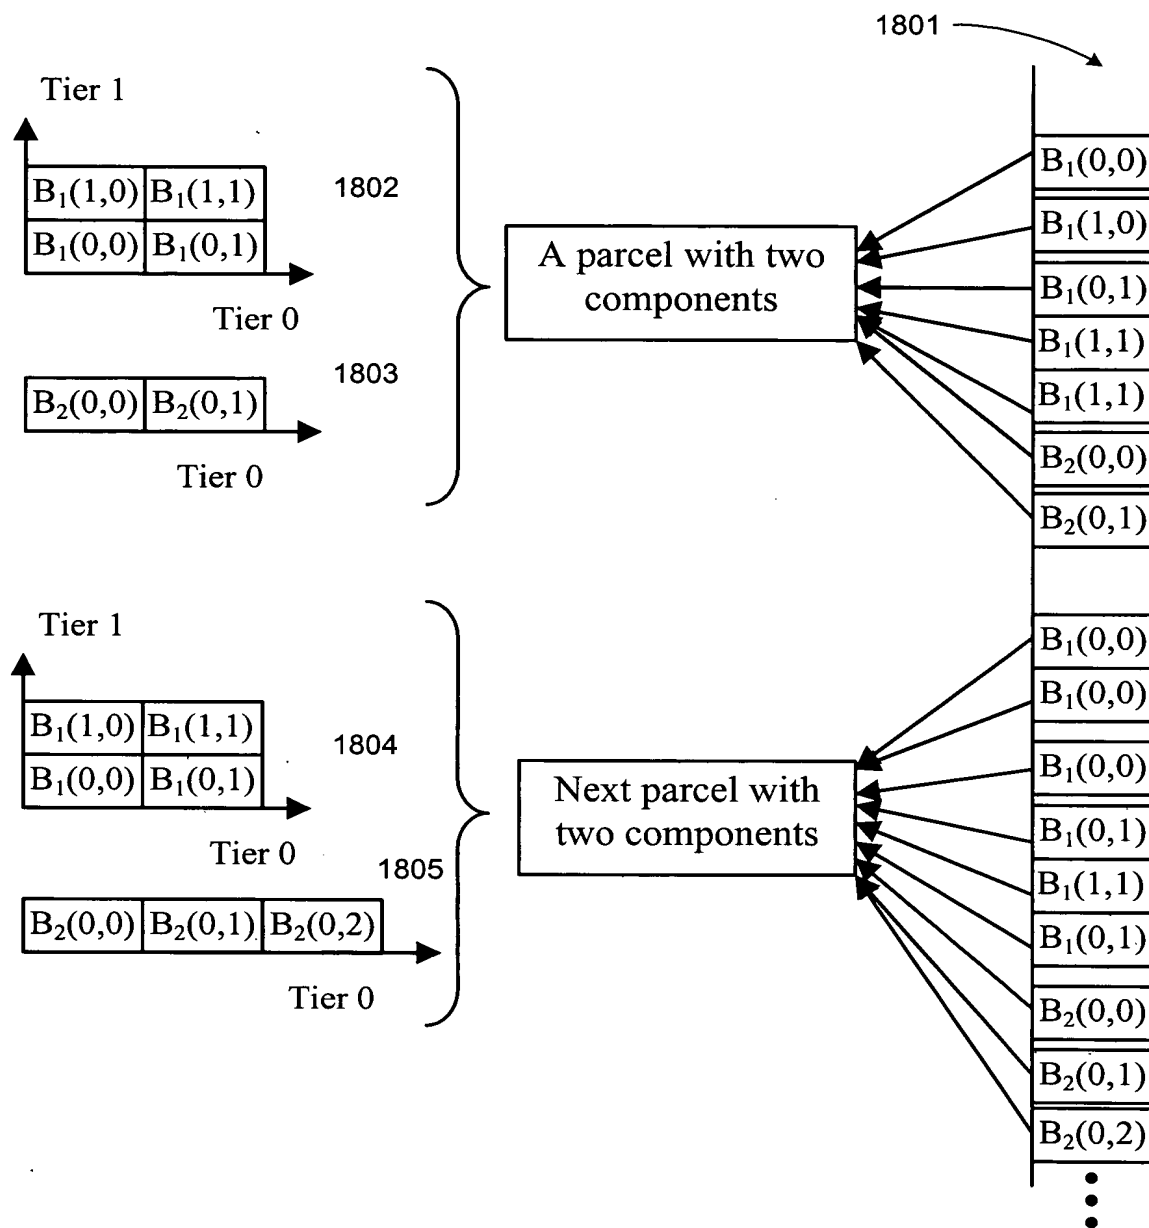 1801
Tier 1
B₁(1,0) B₁(1,1)
B₁(0,0) B₁(0,1)
Tier 0
1802
B₂(0,0) B₂(0,1)
Tier 0
1803
A parcel with two
components
B₁(0,0)
B₁(1,0)
B₁(0,1)
B₁(1,1)
B₁(1,1)
B₂(0,0)
B₂(0,1)
Tier 1
B₁(1,0) B₁(1,1)
B₁(0,0) B₁(0,1)
Tier 0
1804
1805
B₂(0,0) B₂(0,1) B₂(0,2)
Tier 0
Next parcel with
two components
B₁(0,0)
B₁(0,0)
B₁(0,0)
B₁(0,1)
B₁(1,1)
B₁(0,1)
B₂(0,0)
B₂(0,1)
B₂(0,2)